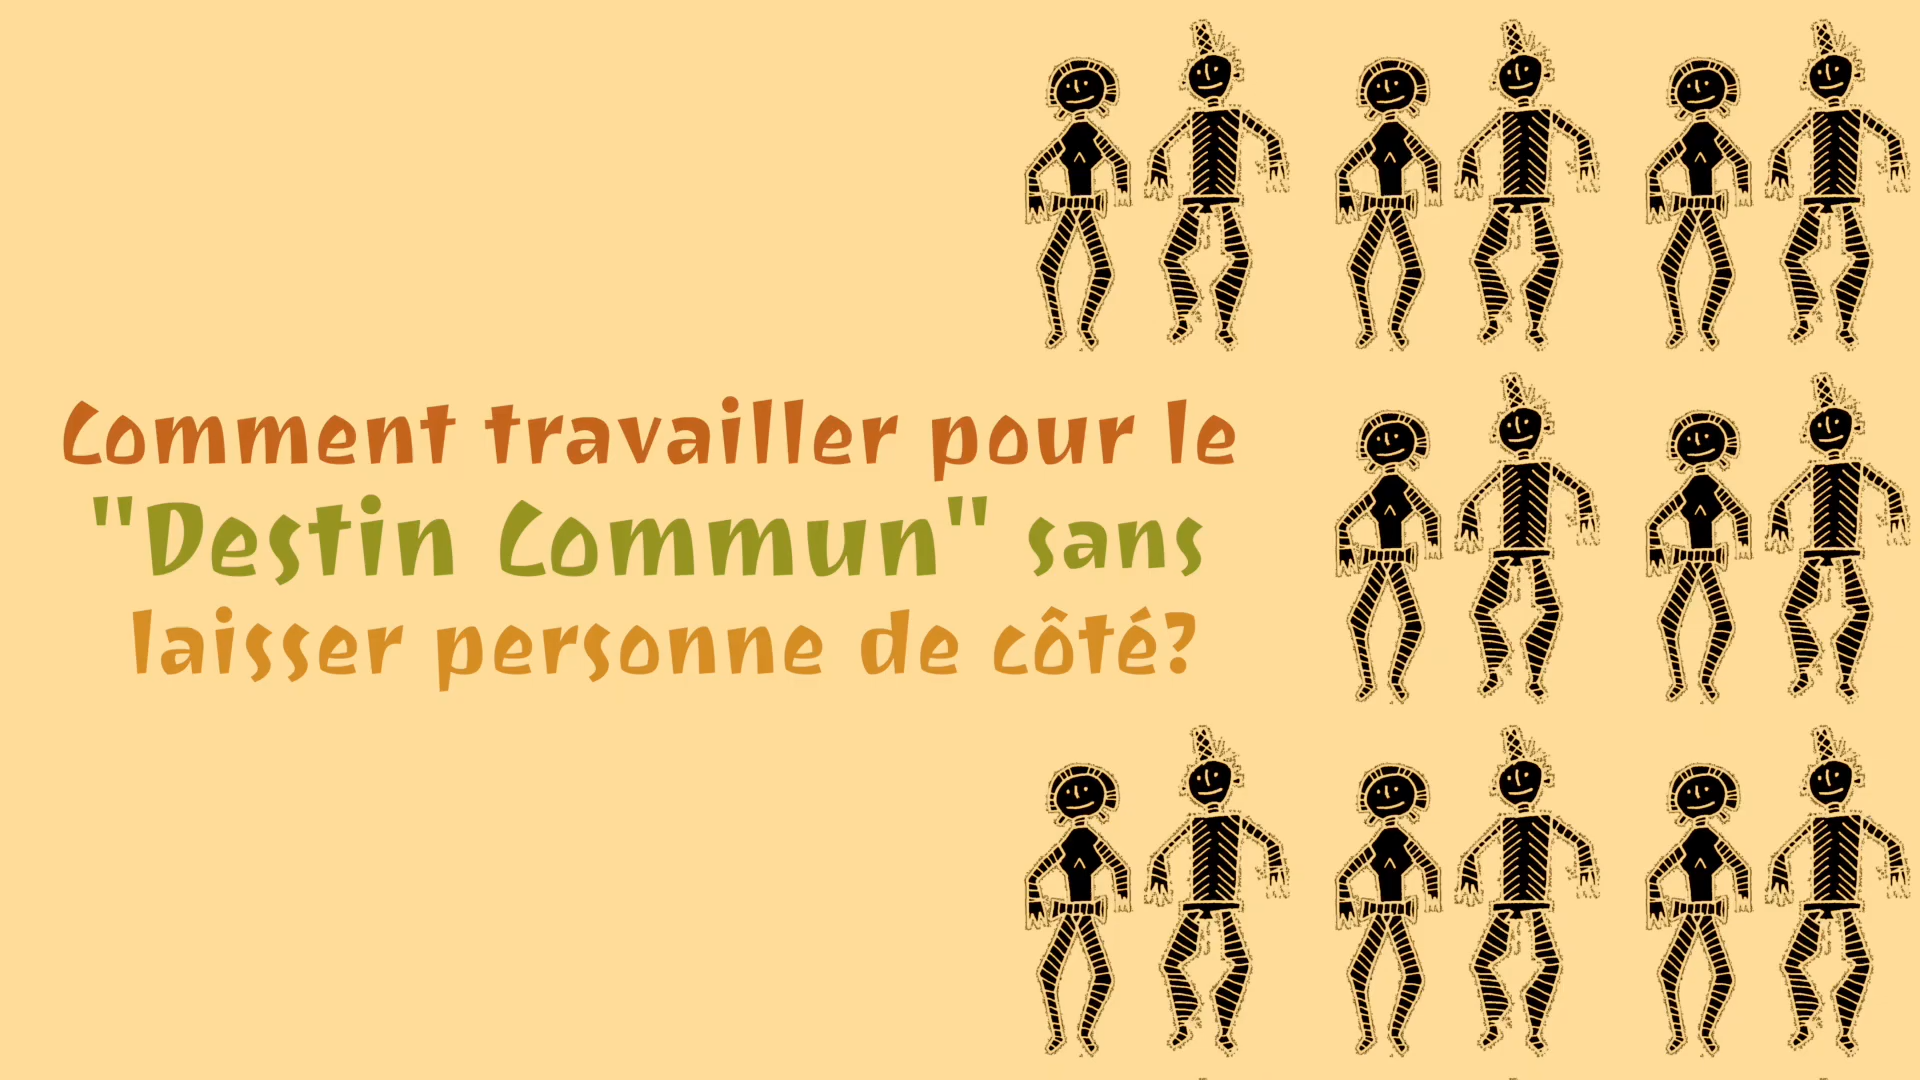 Comment travailler pour le
"Destin Commun" sans
laisser personne de côté?